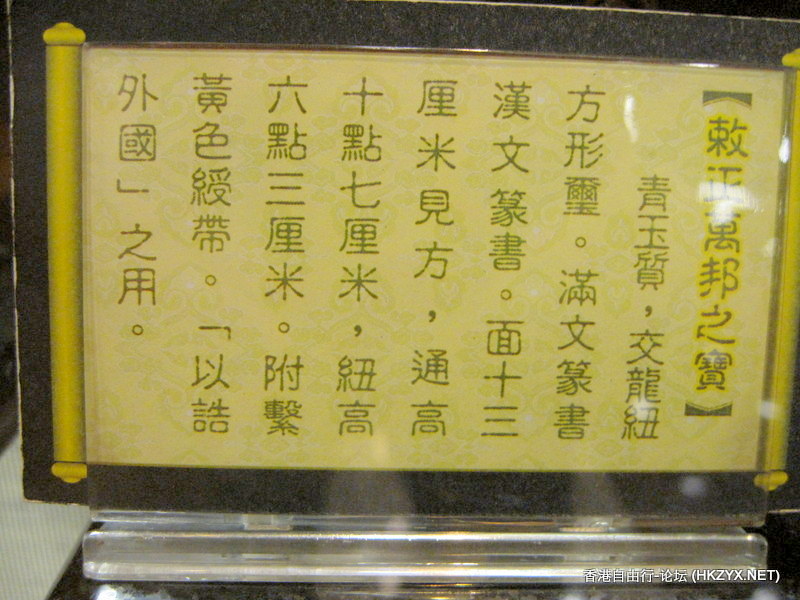 【敕正萬邦之寶】
青玉質，交龍紐
方形璽。滿文篆書
漢文篆書。面十三
厘米見方，通高
十點七厘米，紐高
六點三厘米。附繫
黃色綬帶。「以誥
外國」之用。
香港自由行-论坛 (HKZYX.NET)